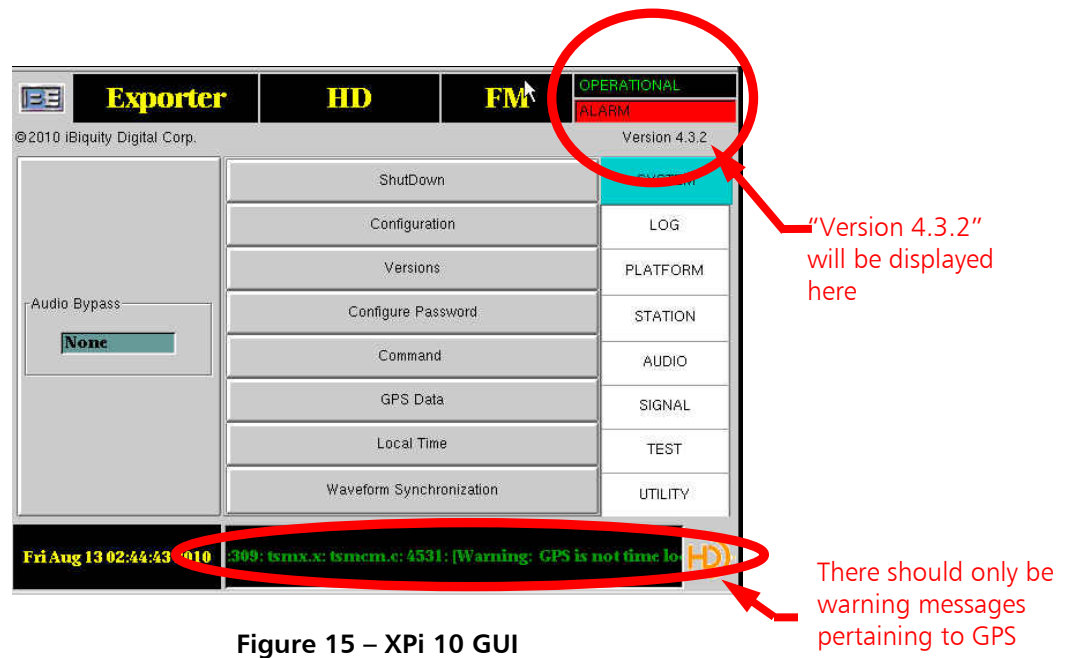 Exporter HD FM OPERATIONAL
ALARM
©2010 iBiquity Digital Corp. Version 4.3.2
ShutDown SYSTEM
Configuration LOG
"Version 4.3.2"
will be displayed
here
Versions PLATFORM
Audio Bypass
None
Configure Password STATION
Command AUDIO
GPS Data SIGNAL
Local Time TEST
Waveform Synchronization UTILITY
Fri Aug 13 02:44:43 2010 :309: tsmx.x: tsmcm.c: 4531: [Warning: GPS is not time lo
HD)
There should only be
warning messages
pertaining to GPS
Figure 15 – XPi 10 GUI